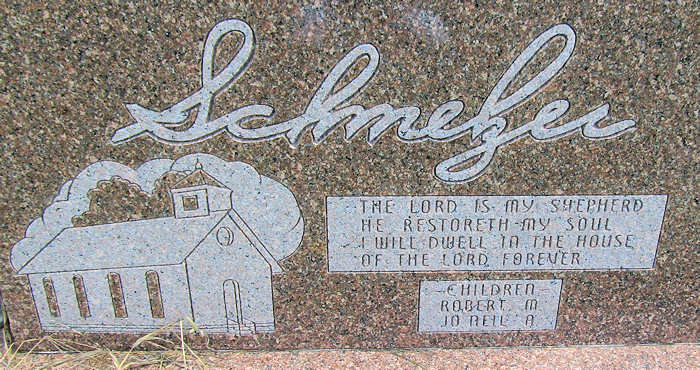 Schmeher
THE LORD IS MY SHEPHERD
HE RESTORETH MY SOUL
I WILL DWELL IN THE HOUSE
OF THE LORD FOREVER
-CHILDREN-
ROBERT M
JO NEIL A